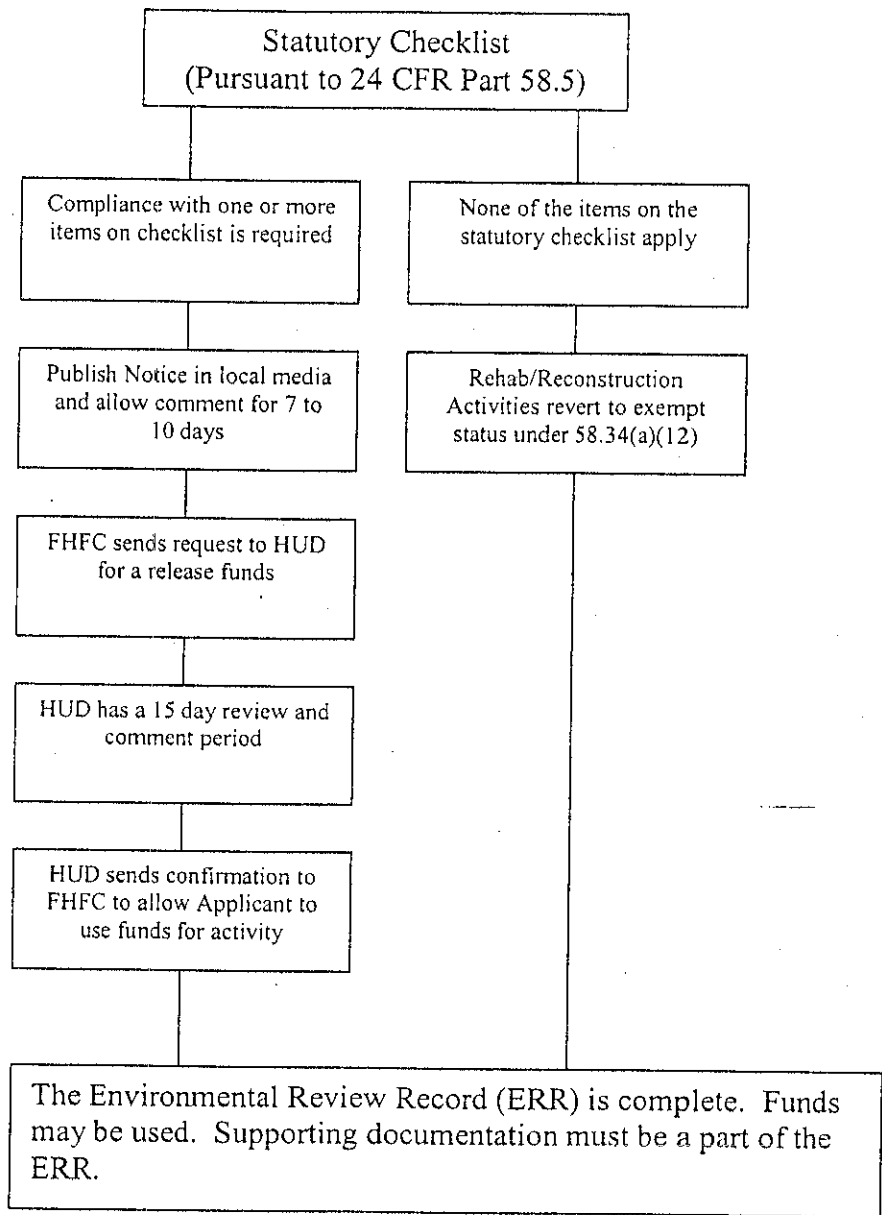 Statutory Checklist
(Pursuant to 24 CFR Part 58.5)
Compliance with one or more
items on checklist is required
None of the items on the
statutory checklist apply
Publish Notice in local media
and allow comment for 7 to
10 days
Rehab/Reconstruction
Activities revert to exempt
status under 58.34(a)(12)
FHFC sends request to HUD
for a release funds
HUD has a 15 day review and
comment period
HUD sends confirmation to
FHFC to allow Applicant to
use funds for activity
The Environmental Review Record (ERR) is complete. Funds
may be used. Supporting documentation must be a part of the
ERR.